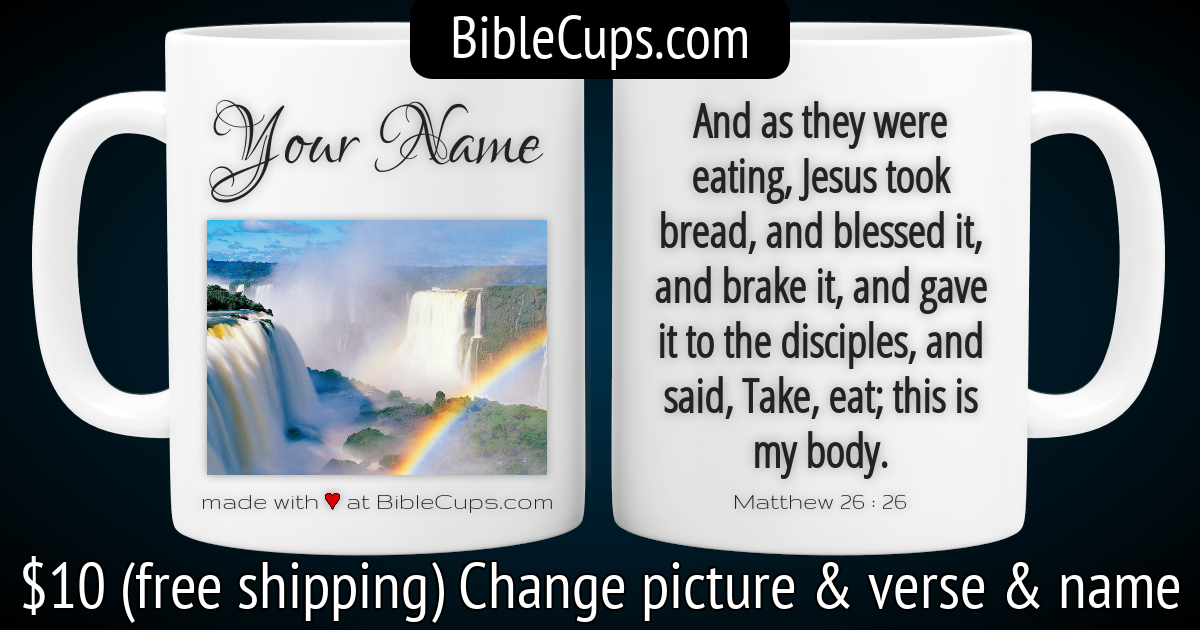 BibleCups.com
Your Name
made with ♥ at BibleCups.com
And as they were
eating, Jesus took
bread, and blessed it,
and brake it, and gave
it to the disciples, and
said, Take, eat; this is
my body.
Matthew 26 : 26
$10 (free shipping) Change picture & verse & name